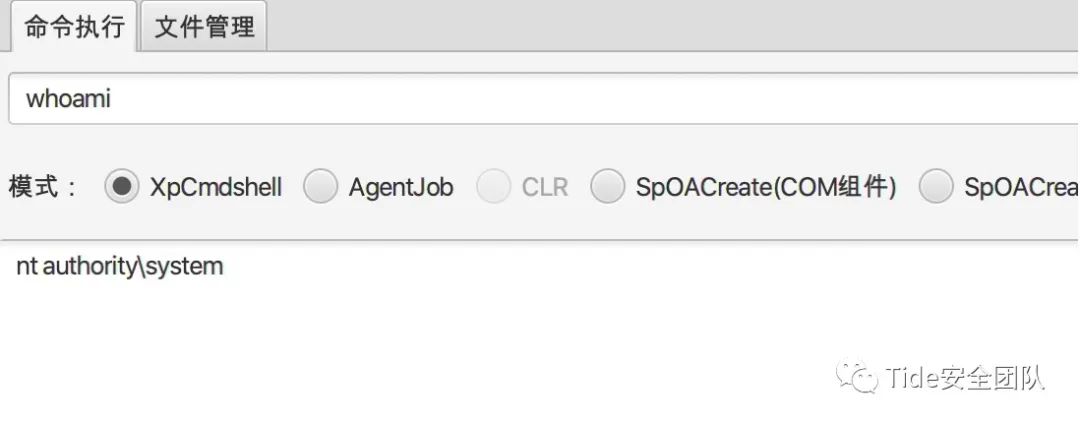 命令执行 文件管理
whoami
模式： XpCmdshell AgentJob CLR SpOACreate(COM组件) SpOACrea
nt authority\system
Tide安全团队